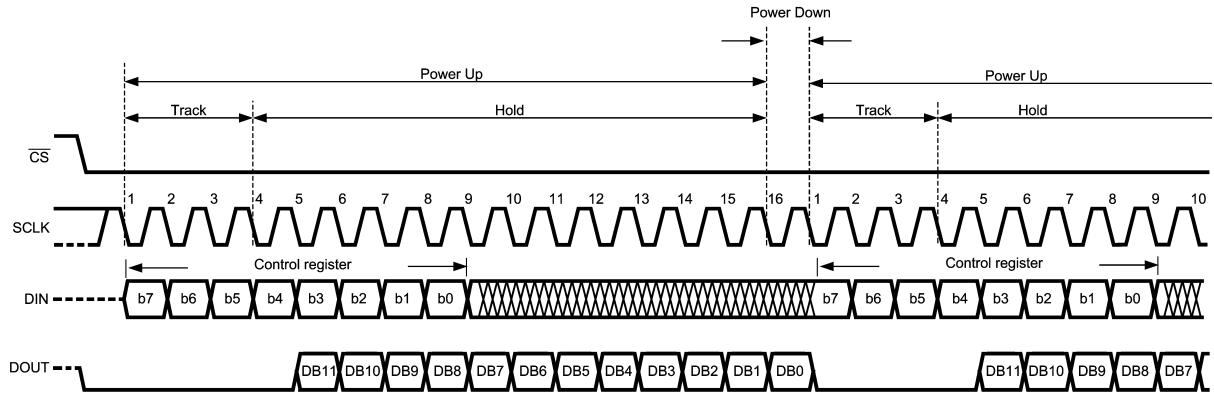 Power Down
Power Up Power Up
Track Hold Track Hold
CS
1 2 3 4 5 6 7 8 9 10 11 12 13 14 15 16 1 2 3 4 5 6 7 8 9 10
SCLK
Control register Control register
DIN b7 b6 b5 b4 b3 b2 b1 b0 b7 b6 b5 b4 b3 b2 b1 b0
DOUT DB11 DB10 DB9 DB8 DB7 DB6 DB5 DB4 DB3 DB2 DB1 DB0 DB11 DB10 DB9 DB8 DB7